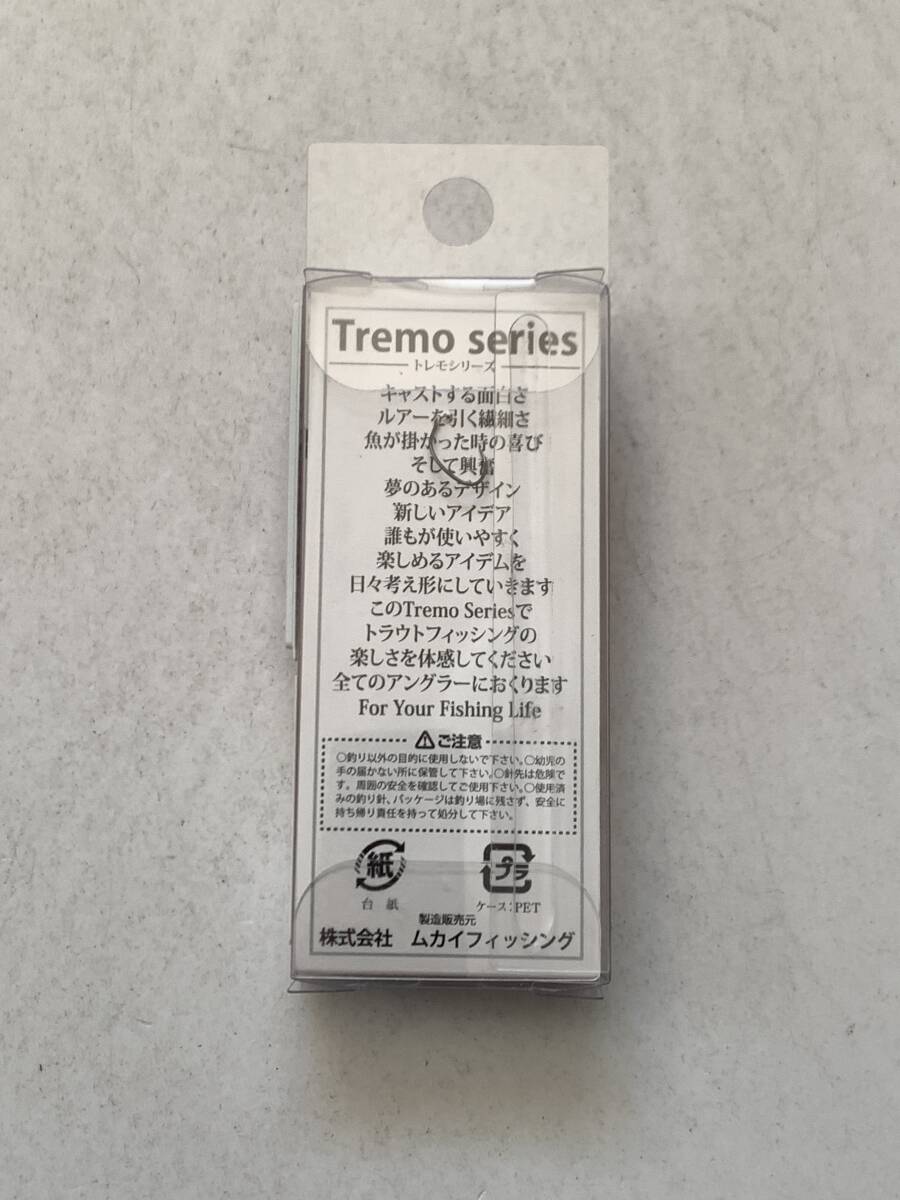 Tremo series
トレモシリーズ
キャストする面白さ
ルアーを引く繊細さ
魚が掛かった時の喜び
そして興奮
夢のあるデザイン
新しいアイデア
誰もが使いやすく
楽しめるアイデムを
日々考え形にしていきます
このTremo Seriesで
トラウトフィッシングの
楽しさを体感してください
全てのアングラーにおくります
For Your Fishing Life
ご注意
○釣り以外の目的に使用しないで下さい。○幼児の
手の届かない所に保管して下さい。○針先は危険で
す。周囲の安全を確認してご使用下さい。○使用済
みの釣り針、パッケージは釣り場に残さず、安全に
持ち帰り責任を持って処分して下さい。
紙 プラ
台紙 ケース:PET
製造販売元
株式会社 ムカイフィッシング